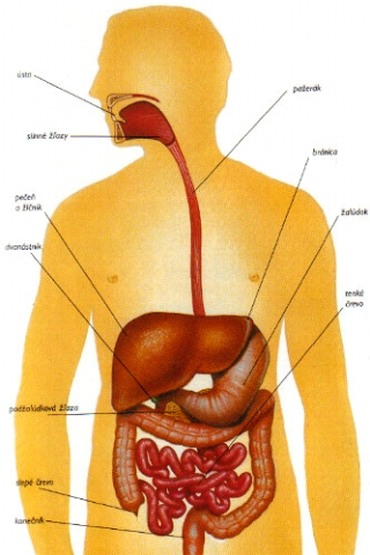 ústa
slinné žľazy
pažerák
bránica
pečeň
a žlčník
žalúdok
dvanástnik
tenké
črevo
podžalúdková žľaza
slepé črevo
konečník